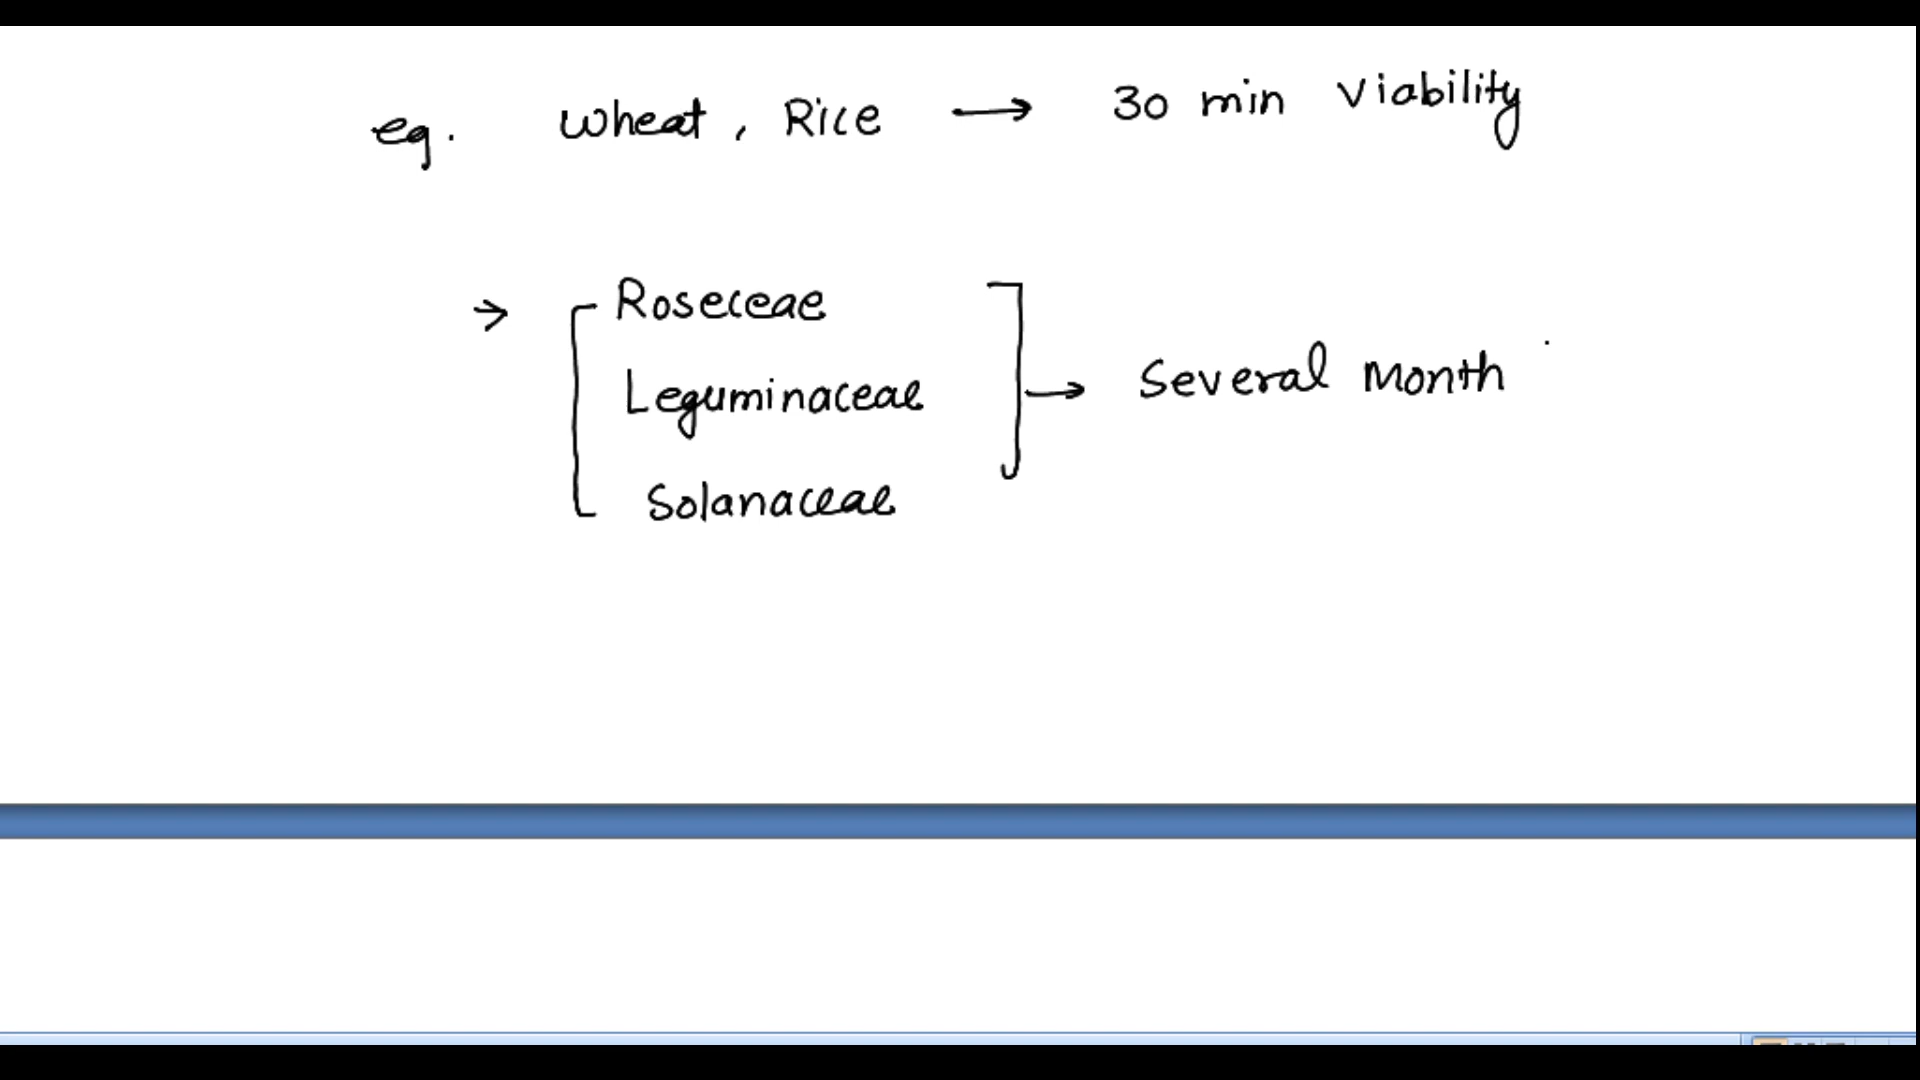 eg. Wheat, Rice → 30 min Viability
→ Roseceae
Leguminaceae → Several Month
Solanaceae